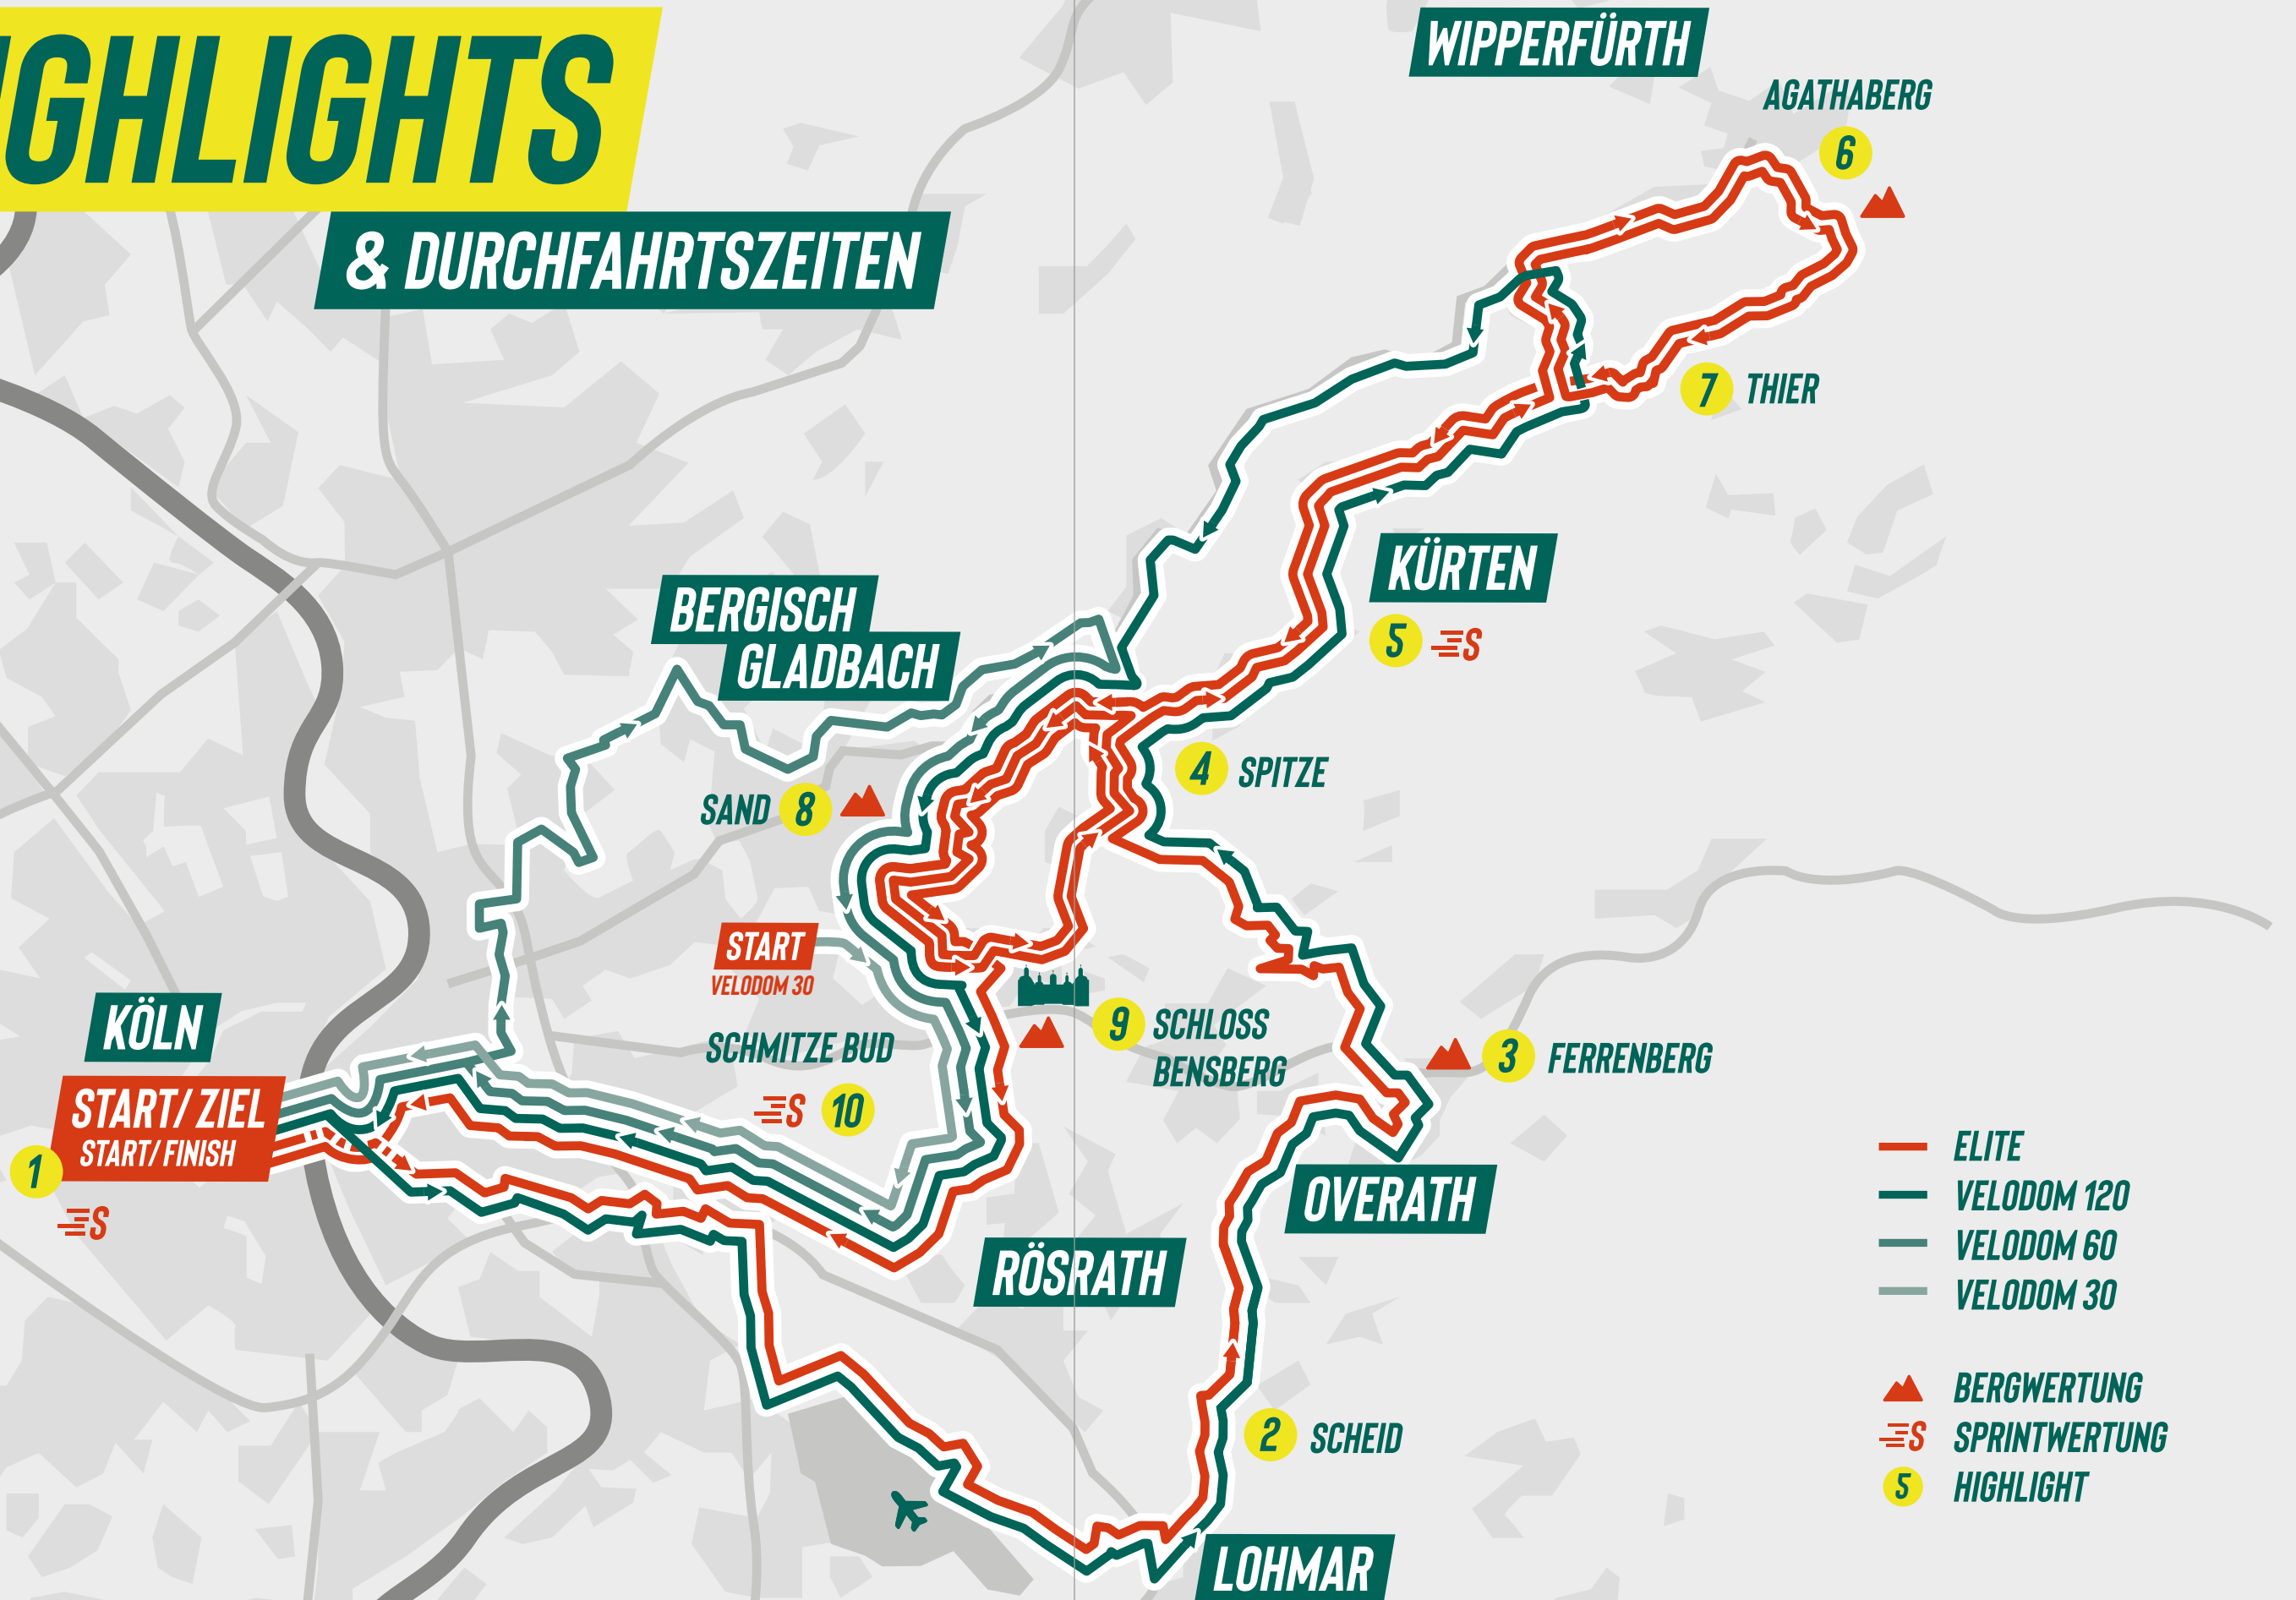 IGHLIGHTS
& DURCHFAHRTSZEITEN
WIPPERFÜRTH
AGATHABERG
6
7 THIER
KÜRTEN
5 S
BERGISCH
GLADBACH
4 SPITZE
SAND 8
START
VELODOM 30
SCHMITZE BUD
S 10
9 SCHLOSS
BENSBERG
3 FERRENBERG
KÖLN
START/ ZIEL
START/ FINISH
1
S
OVERATH
RÖSRATH
2 SCHEID
LOHMAR
ELITE
VELODOM 120
VELODOM 60
VELODOM 30
BERGWERTUNG
S SPRINTWERTUNG
5 HIGHLIGHT